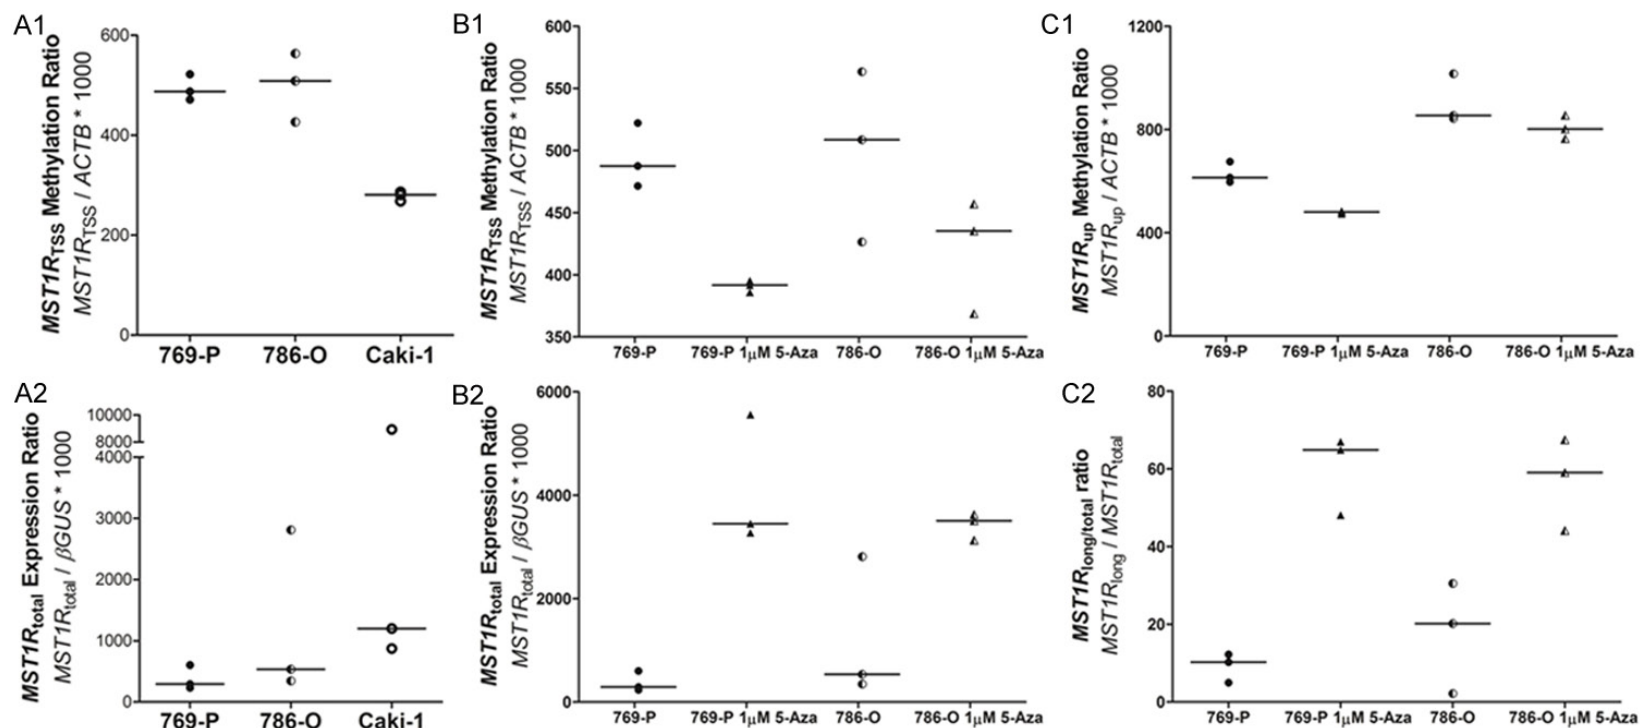 A1
MST1R_TSS Methylation Ratio
MST1R_TSS / ACTB * 1000
600
400
200
0
769-P 786-O Caki-1
B1
MST1R_TSS Methylation Ratio
MST1R_TSS / ACTB * 1000
600
550
500
450
400
350
769-P 769-P 1µM 5-Aza 786-O 786-O 1µM 5-Aza
C1
MST1R_up Methylation Ratio
MST1R_up / ACTB * 1000
1200
800
400
0
769-P 769-P 1µM 5-Aza 786-O 786-O 1µM 5-Aza
A2
MST1R_total Expression Ratio
MST1R_total / βGUS * 1000
10000
8000
4000
3000
2000
1000
0
769-P 786-O Caki-1
B2
MST1R_total Expression Ratio
MST1R_total / βGUS * 1000
6000
4000
2000
0
769-P 769-P 1µM 5-Aza 786-O 786-O 1µM 5-Aza
C2
MST1R_long/total ratio
MST1R_long / MST1R_total
80
60
40
20
0
769-P 769-P 1µM 5-Aza 786-O 786-O 1µM 5-Aza